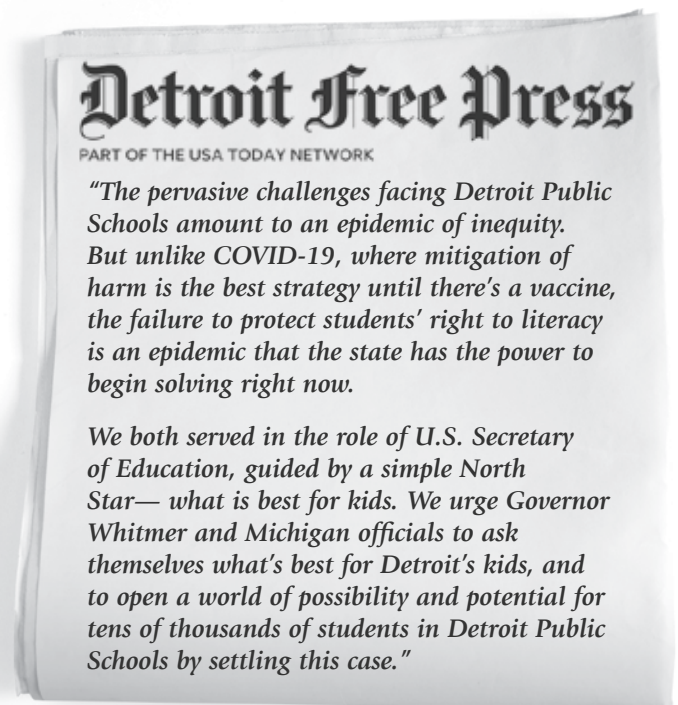 Detroit Free Press
PART OF THE USA TODAY NETWORK
“The pervasive challenges facing Detroit Public
Schools amount to an epidemic of inequity.
But unlike COVID-19, where mitigation of
harm is the best strategy until there’s a vaccine,
the failure to protect students’ right to literacy
is an epidemic that the state has the power to
begin solving right now.
We both served in the role of U.S. Secretary
of Education, guided by a simple North
Star— what is best for kids. We urge Governor
Whitmer and Michigan officials to ask
themselves what’s best for Detroit’s kids, and
to open a world of possibility and potential for
tens of thousands of students in Detroit Public
Schools by settling this case.”